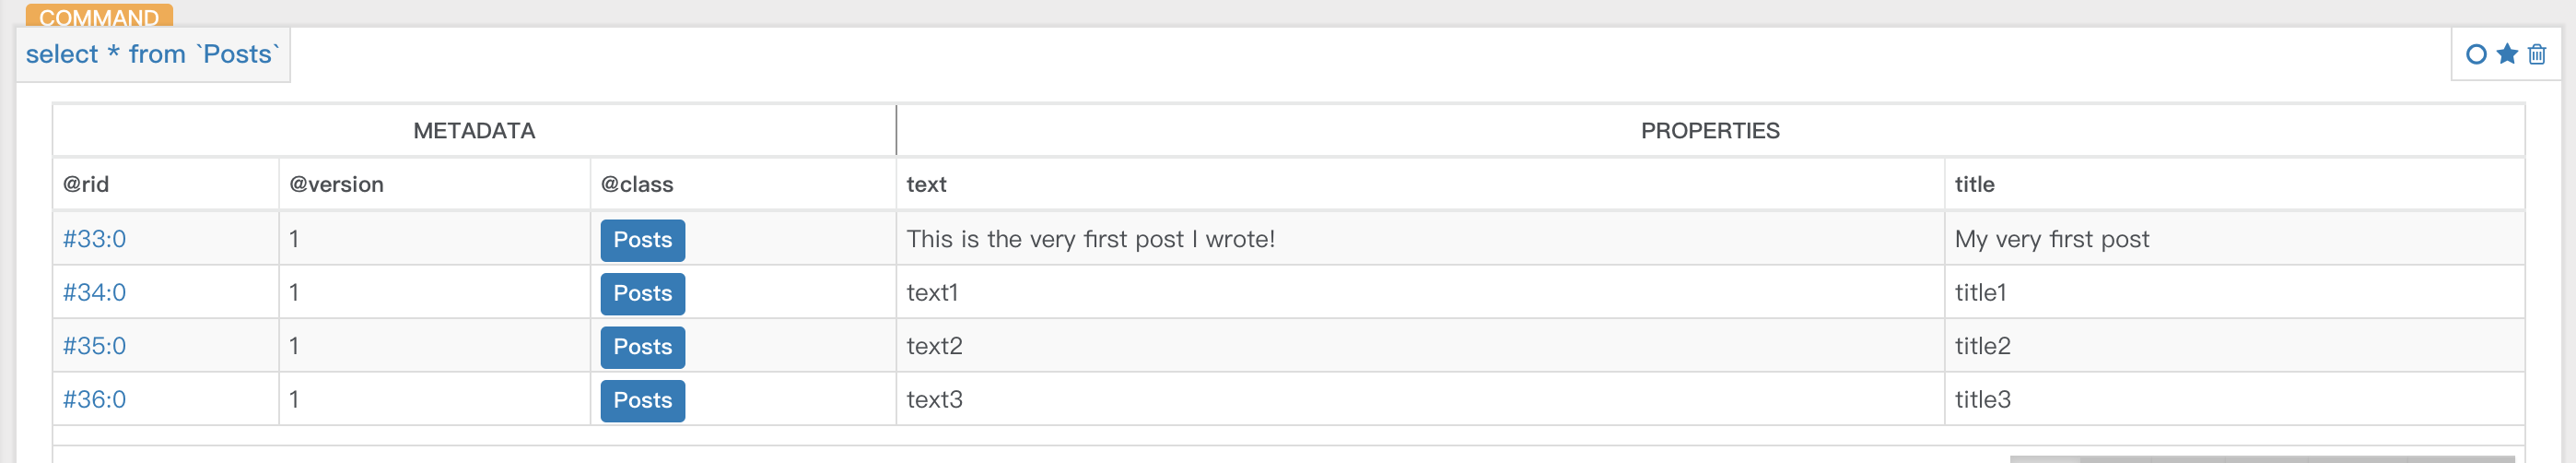 COMMAND
select * from `Posts`
METADATA PROPERTIES
@rid @version @class text title
#33:0 1 Posts This is the very first post I wrote! My very first post
#34:0 1 Posts text1 title1
#35:0 1 Posts text2 title2
#36:0 1 Posts text3 title3